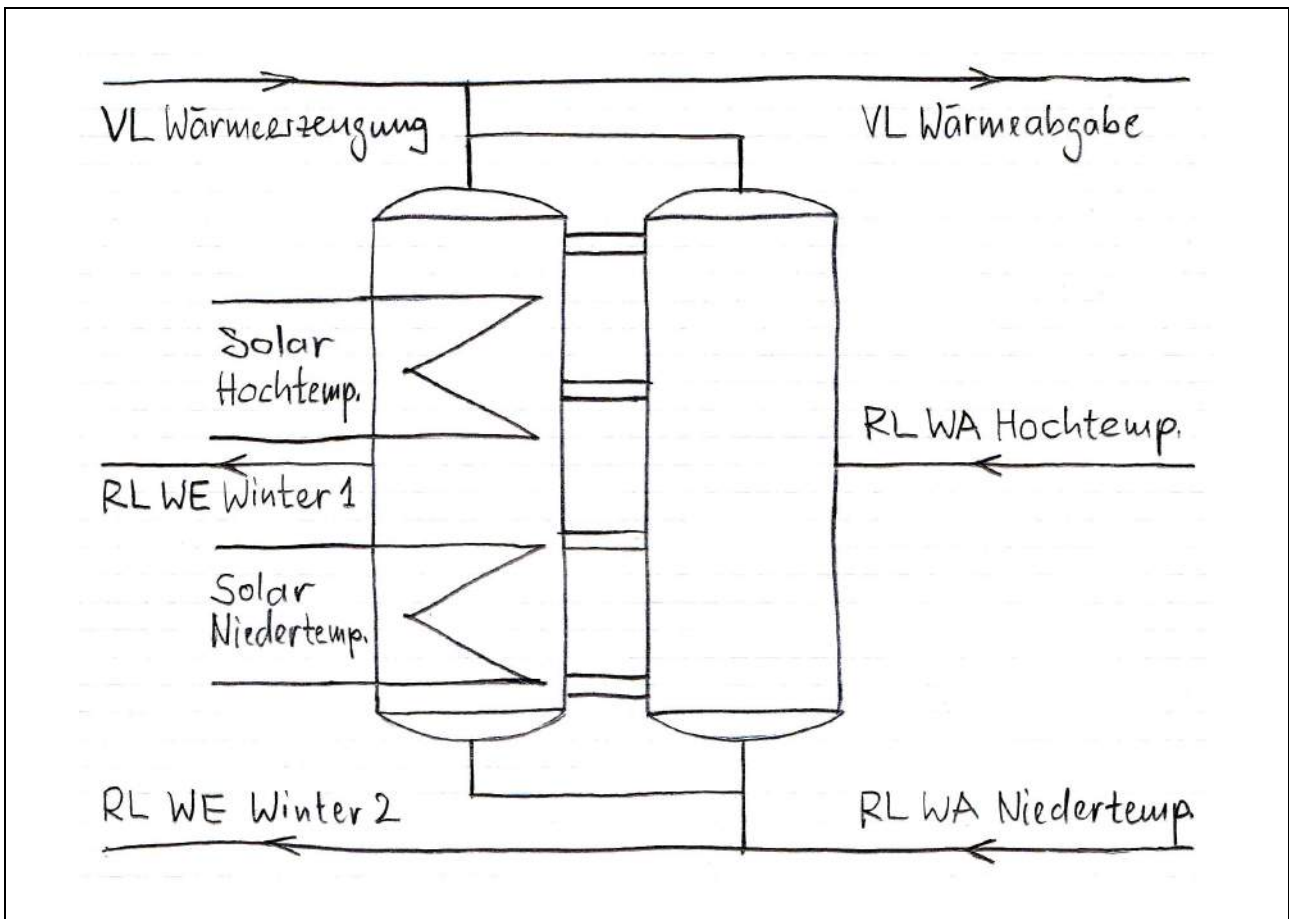 VL Wärmeerzeugung
VL Wärmeabgabe
Solar
Hochtemp.
RL WA Hochtemp.
RL WE Winter 1
Solar
Niedertemp.
RL WE Winter 2
RL WA Niedertemp.